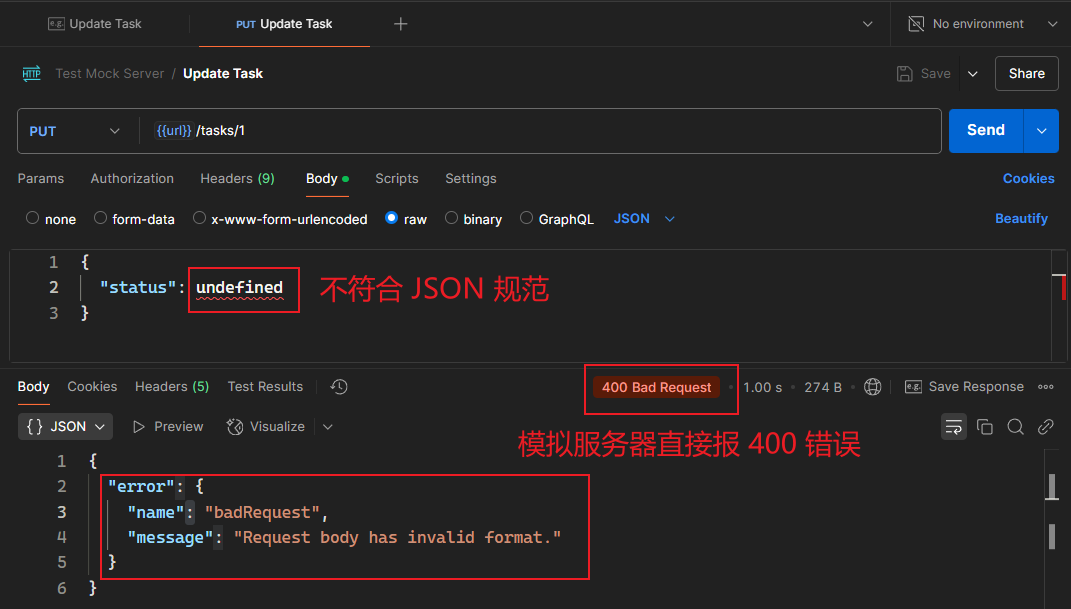 e.g. Update Task
PUT Update Task
No environment
HTTP Test Mock Server / Update Task
Save
Share
PUT
{{url}} /tasks/1
Send
Params Authorization Headers (9) Body Scripts Settings
Cookies
none form-data x-www-form-urlencoded raw binary GraphQL JSON
Beautify
1 {
2 "status": undefined
不符合 JSON 规范
3 }
Body Cookies Headers (5) Test Results
400 Bad Request • 1.00 s • 274 B
e.g. Save Response
{} JSON Preview Visualize
模拟服务器直接报 400 错误
1 {
2 "error": {
3 "name": "badRequest",
4 "message": "Request body has invalid format."
5 }
6 }